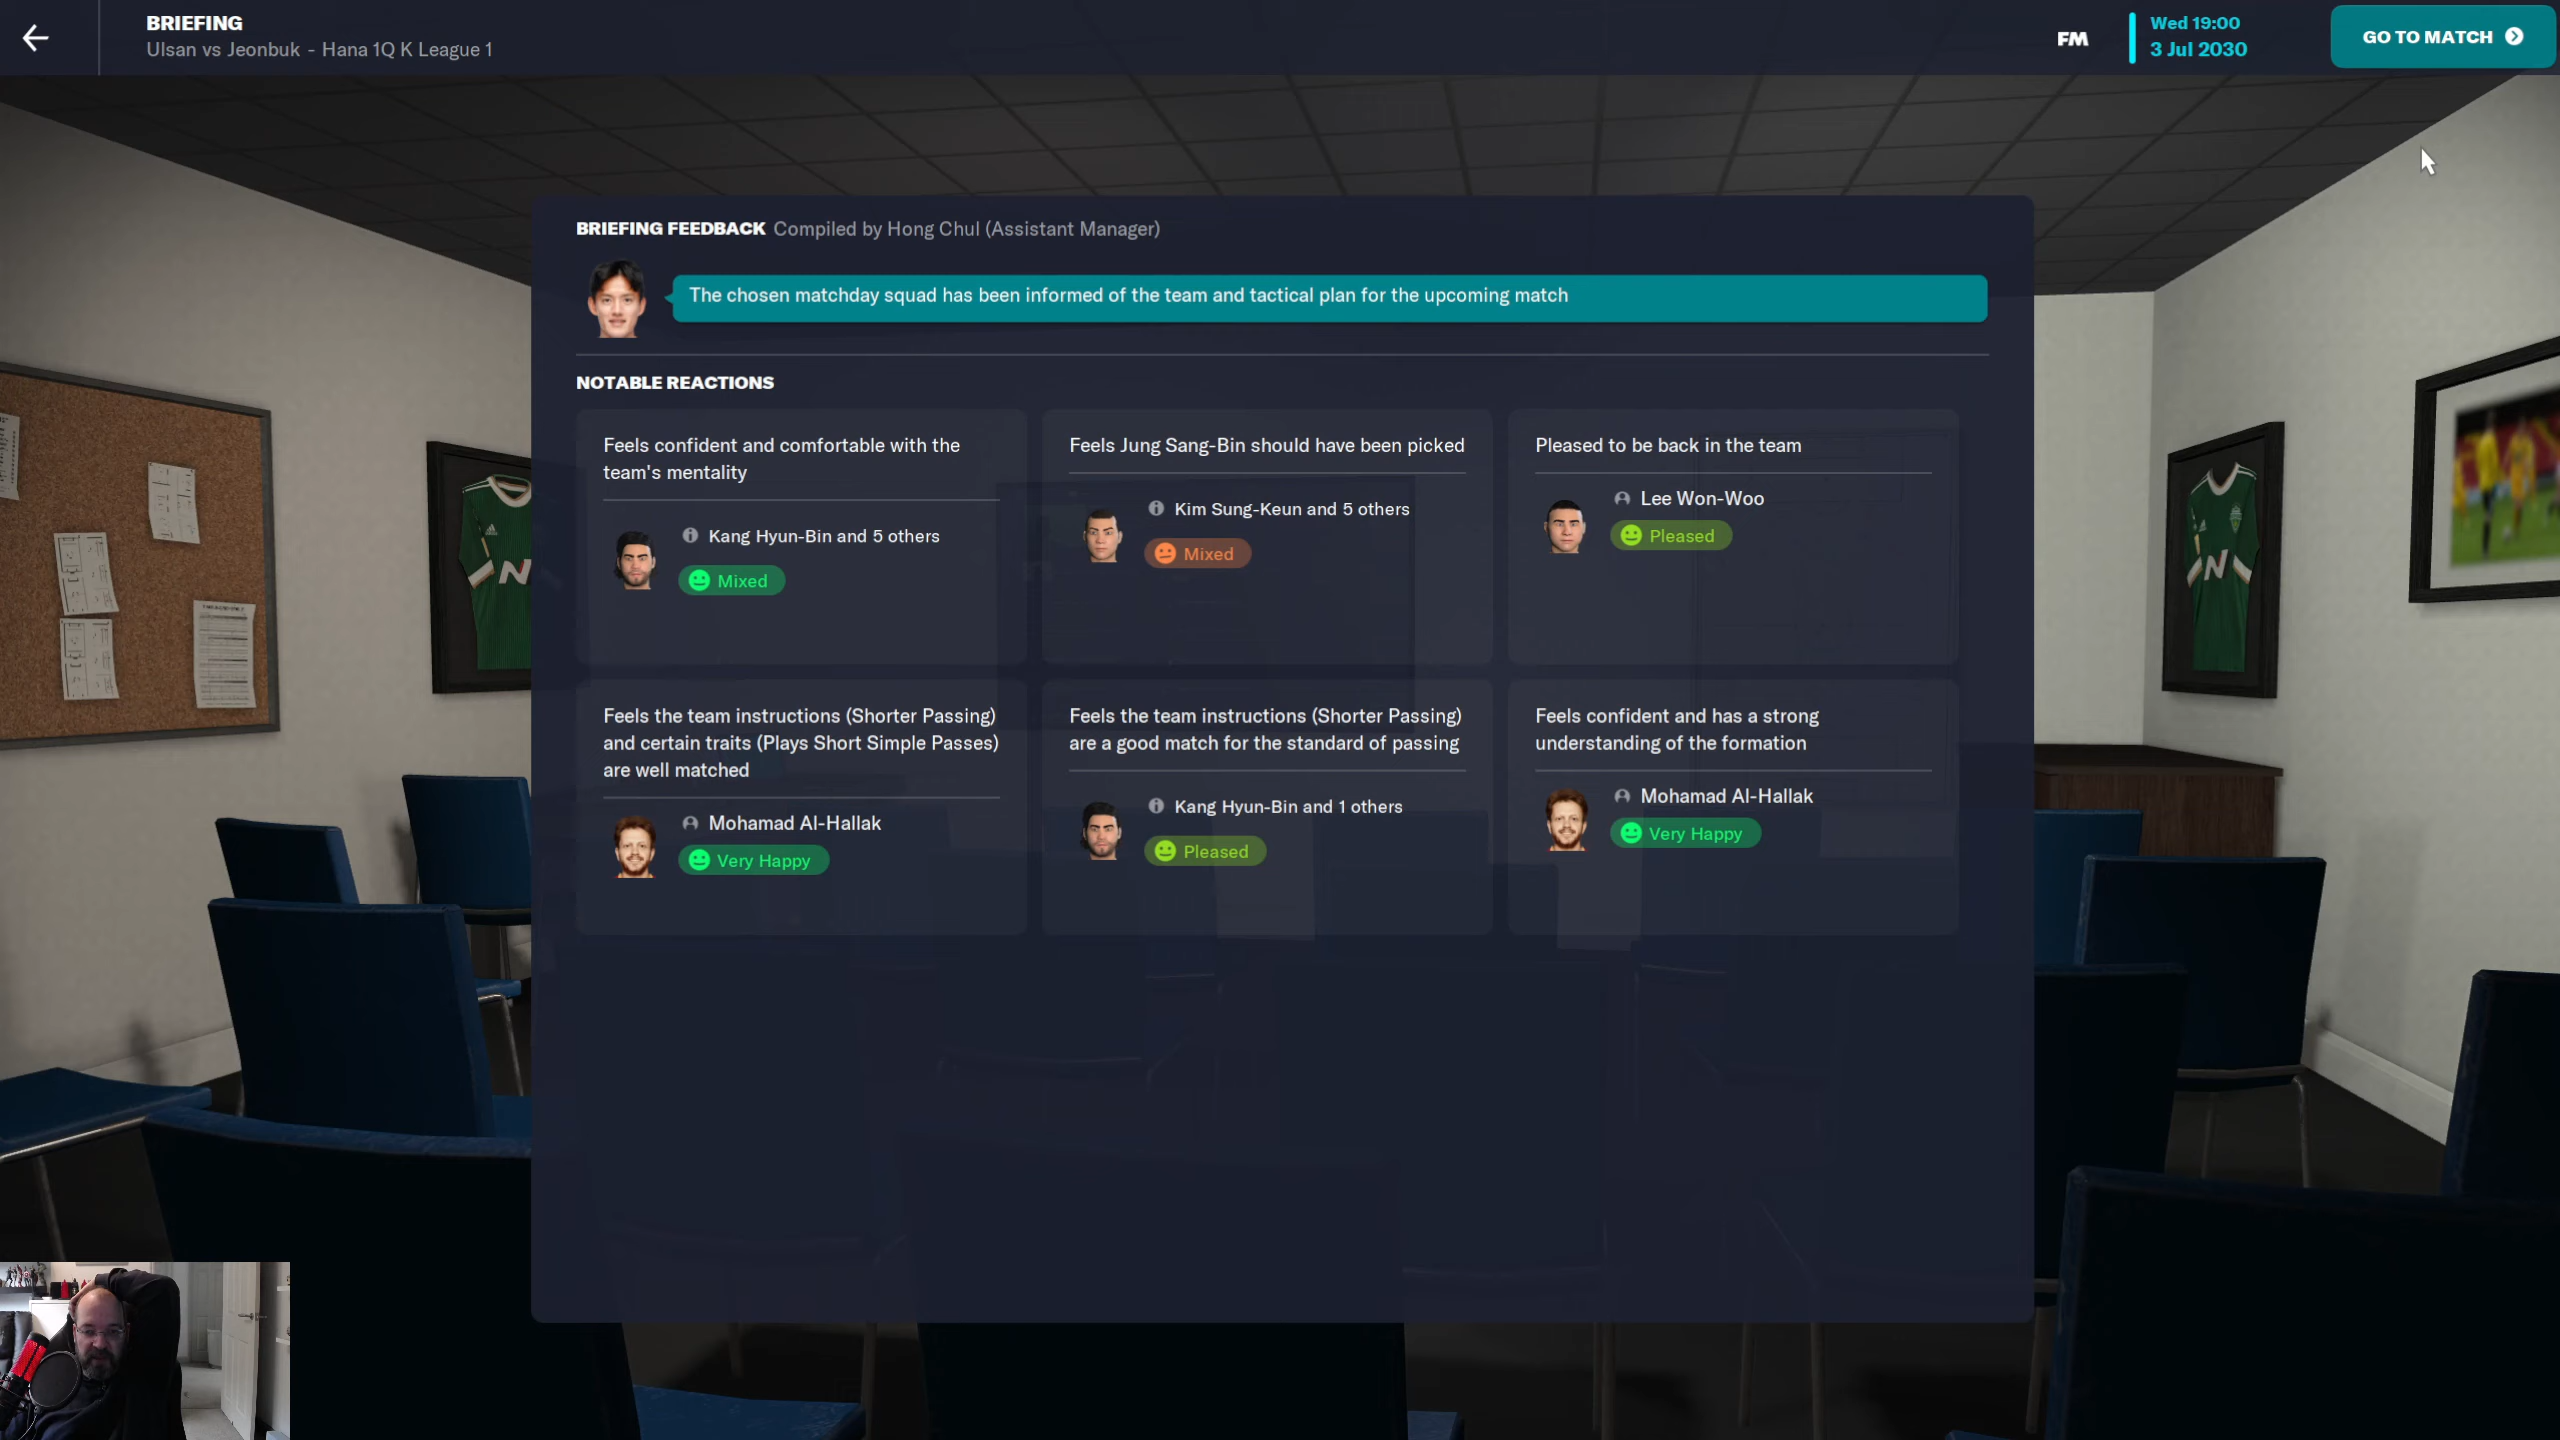 BRIEFING
Ulsan vs Jeonbuk - Hana 1Q K League 1
FM
Wed 19:00
3 Jul 2030
GO TO MATCH
BRIEFING FEEDBACK Compiled by Hong Chul (Assistant Manager)
The chosen matchday squad has been informed of the team and tactical plan for the upcoming match
NOTABLE REACTIONS
Feels confident and comfortable with the
team's mentality
Kang Hyun-Bin and 5 others
Mixed
Feels Jung Sang-Bin should have been picked
Kim Sung-Keun and 5 others
Mixed
Pleased to be back in the team
Lee Won-Woo
Pleased
Feels the team instructions (Shorter Passing)
and certain traits (Plays Short Simple Passes)
are well matched
Mohamad Al-Hallak
Very Happy
Feels the team instructions (Shorter Passing)
are a good match for the standard of passing
Kang Hyun-Bin and 1 others
Pleased
Feels confident and has a strong
understanding of the formation
Mohamad Al-Hallak
Very Happy
N
N